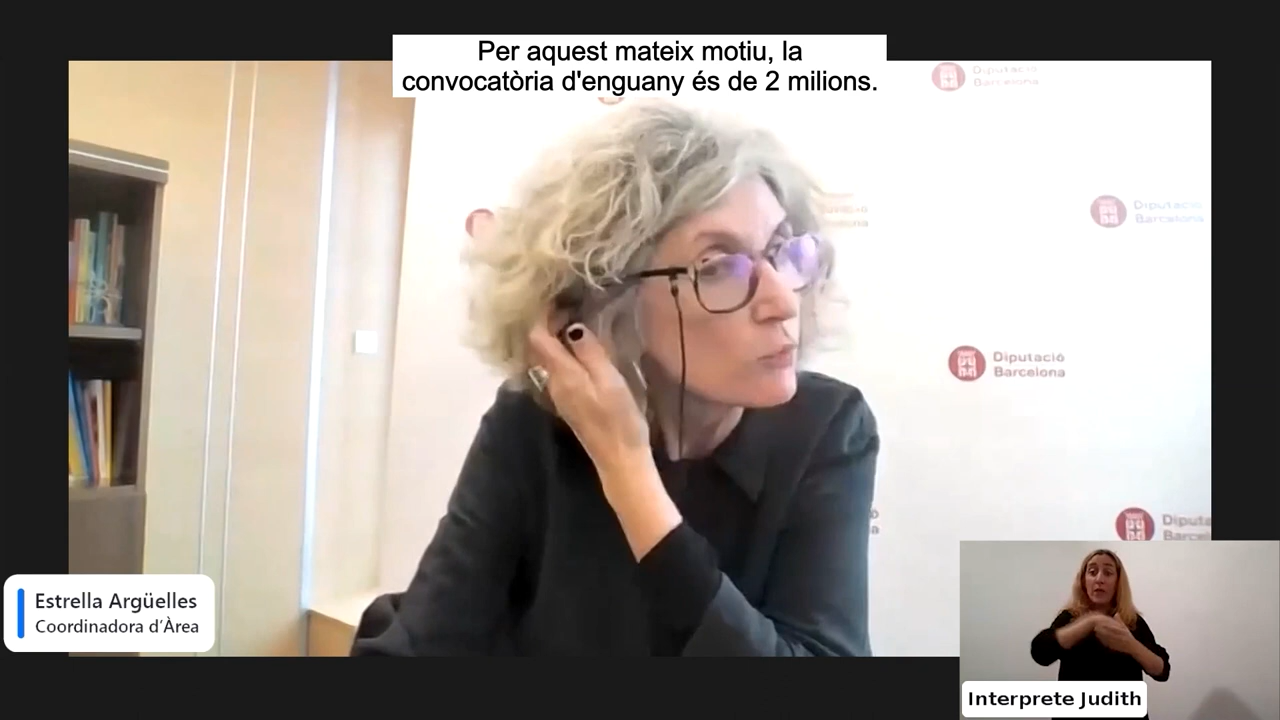 Per aquest mateix motiu, la
convocatòria d'enguany és de 2 milions.
Diputació
Barcelona
Diputació
Barcelona
Diputació
Barcelona
Estrella Argüelles
Coordinadora d'Àrea
Interprete Judith